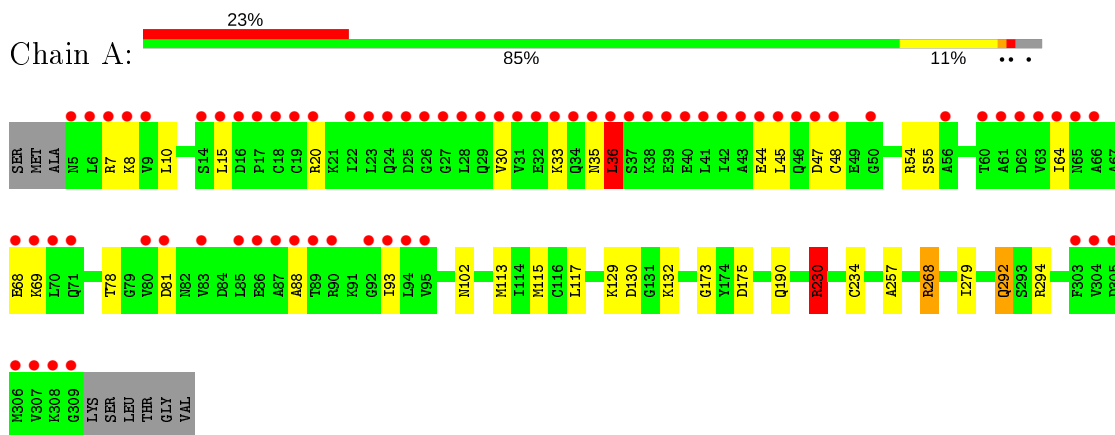 23%
Chain A:
85% 11%
SER MET ALA N5 L6 R7 K8 V9 L10 S14 L15 D16 P17 C18 C19 R20 K21 I22 L23 Q24 D25 G26 G27 L28 Q29 V30 V31 E32 K33 Q34 N35 L36 S37 K38 E39 E40 L41 I42 A43 E44 L45 Q46 D47 C48 E49 G50 R54 S55 A56 T60 A61 D62 V63 I64 N65 A66 A67
E68 K69 L70 Q71 T78 G79 V80 D81 N82 V83 D84 L85 E86 A87 A88 T89 R90 K91 G92 I93 L94 V95 N102 M113 I114 M115 C116 L117 K129 D130 G131 K132 G173 Y174 D175 Q190 R230 C234 A257 R268 I279 Q292 S293 R294 F303 V304 D305
M306 V307 K308 G309 LYS SER LEU THR GLY VAL